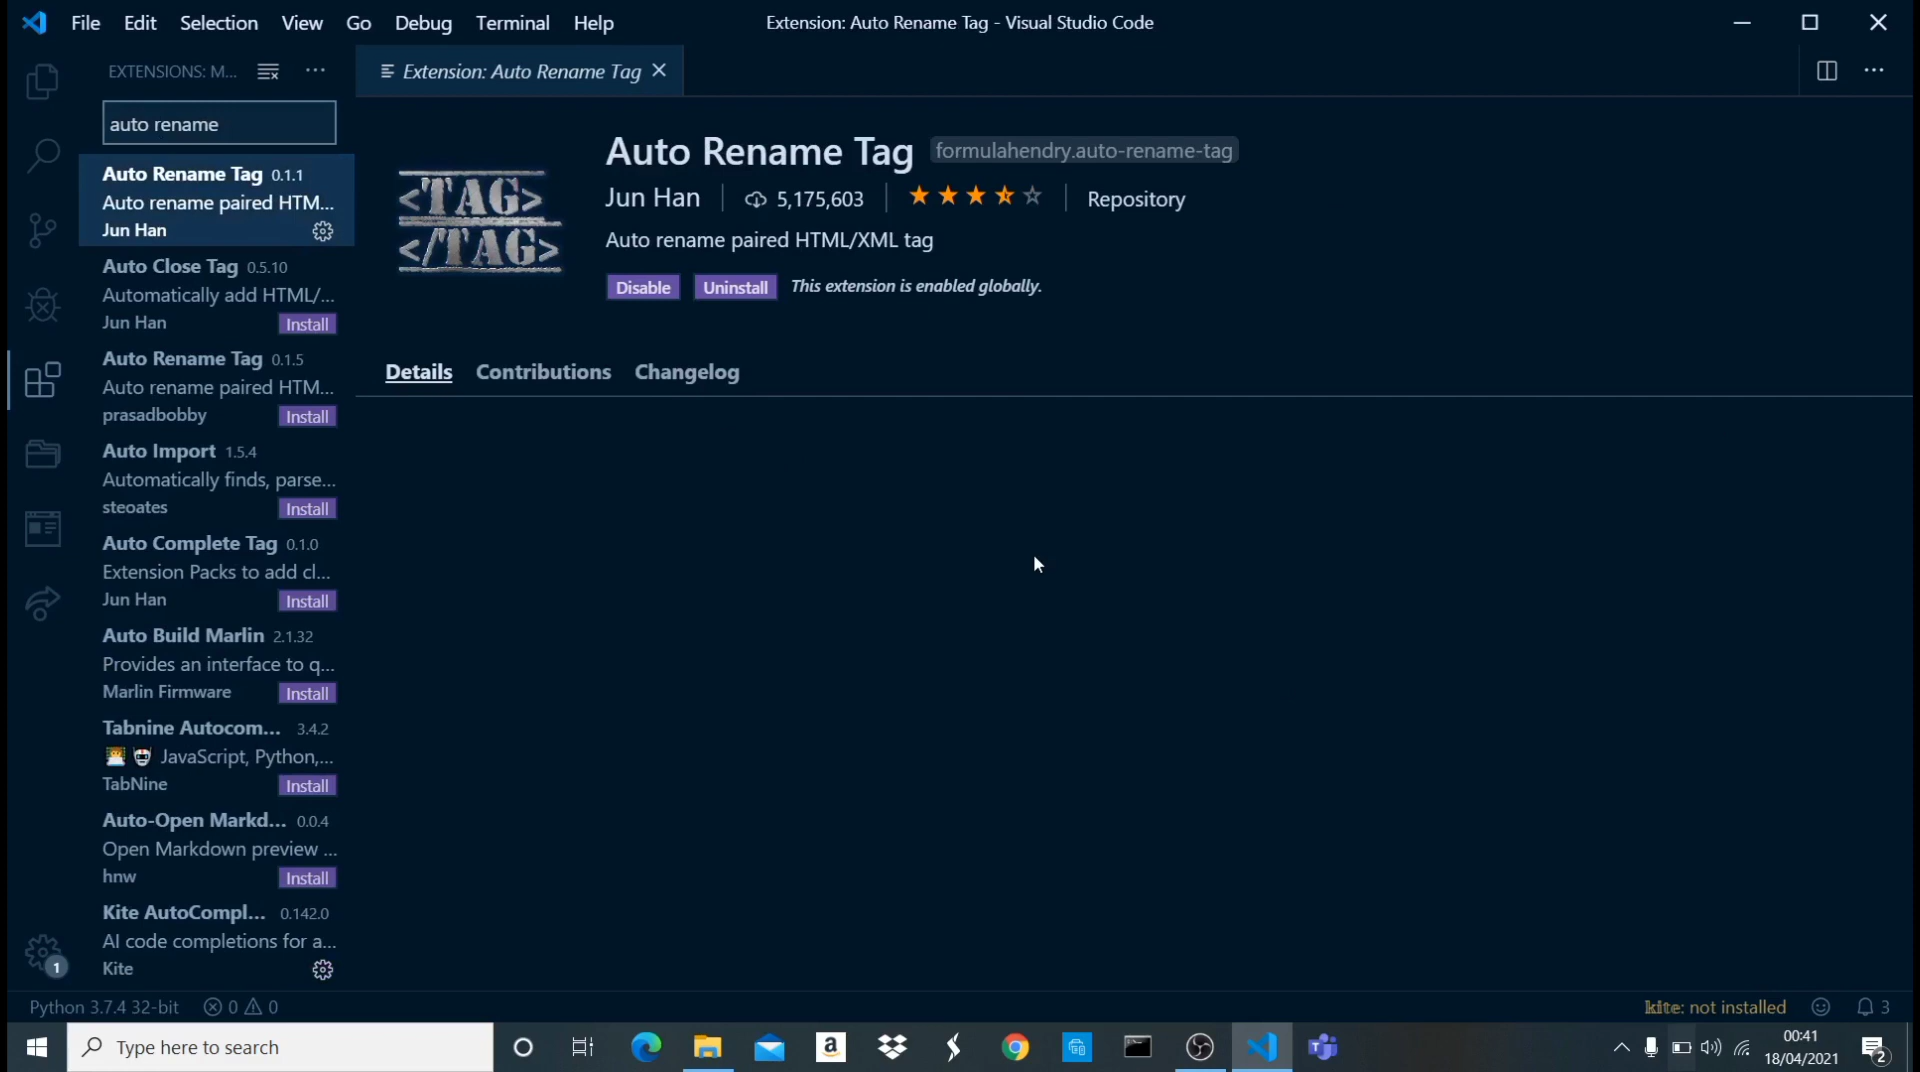 File Edit Selection View Go Debug Terminal Help
Extension: Auto Rename Tag - Visual Studio Code
EXTENSIONS: M...
Extension: Auto Rename Tag
auto rename
Auto Rename Tag 0.1.1
Auto rename paired HTM...
Jun Han
Auto Close Tag 0.5.10
Automatically add HTML/...
Jun Han Install
Auto Rename Tag 0.1.5
Auto rename paired HTM...
prasadbobby Install
Auto Import 1.5.4
Automatically finds, parse...
steoates Install
Auto Complete Tag 0.1.0
Extension Packs to add cl...
Jun Han Install
Auto Build Marlin 2.1.32
Provides an interface to q...
Marlin Firmware Install
Tabnine Autocom... 3.4.2
JavaScript, Python,...
TabNine Install
Auto-Open Markd... 0.0.4
Open Markdown preview ...
hnw Install
Kite AutoCompl... 0.142.0
AI code completions for a...
Kite
<TAG>
</TAG>
Auto Rename Tag formulahendry.auto-rename-tag
Jun Han 5,175,603 Repository
Auto rename paired HTML/XML tag
Disable Uninstall This extension is enabled globally.
Details Contributions Changelog
1
Python 3.7.4 32-bit 0 0
kite: not installed 3
Type here to search
a
T
00:41
18/04/2021
2